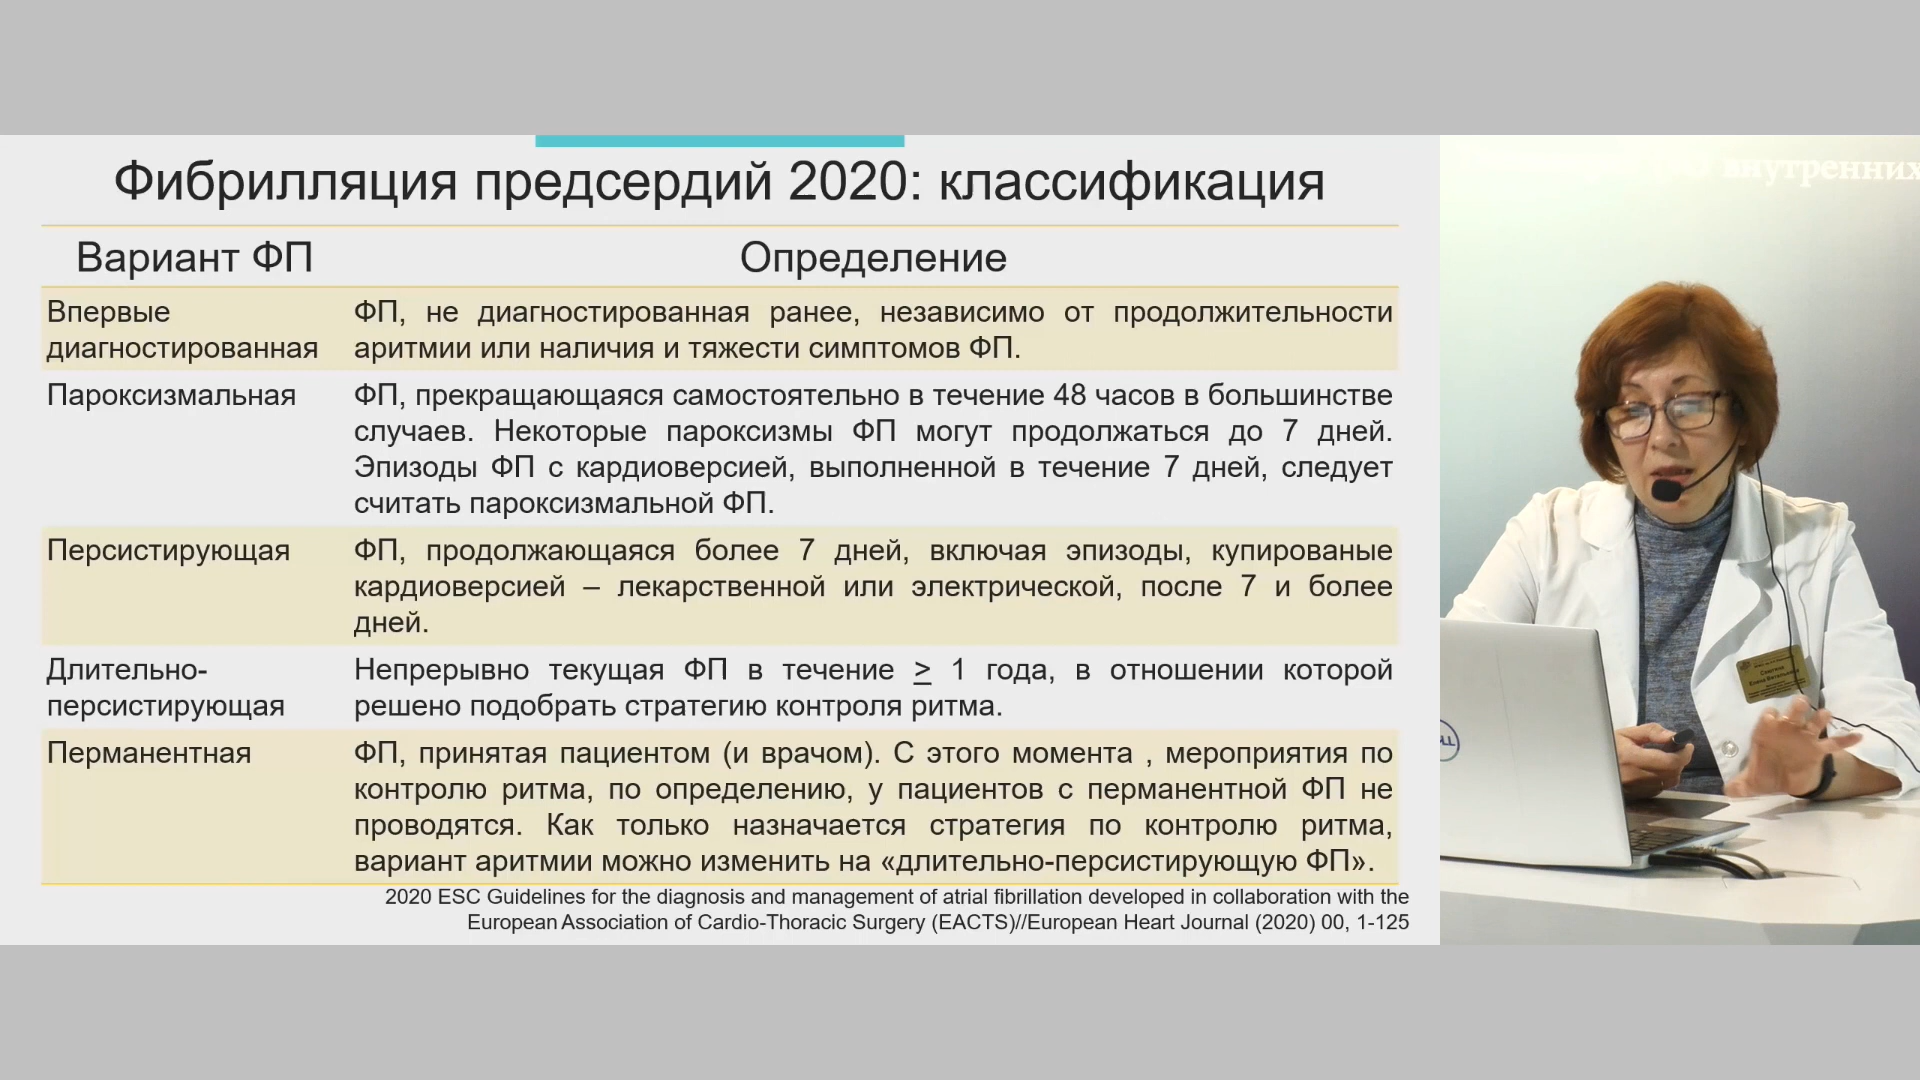 Фибрилляция предсердий 2020: классификация
Вариант ФП
Определение
Впервые
диагностированная
ФП, не диагностированная ранее, независимо от продолжительности
аритмии или наличия и тяжести симптомов ФП.
Пароксизмальная
ФП, прекращающаяся самостоятельно в течение 48 часов в большинстве
случаев. Некоторые пароксизмы ФП могут продолжаться до 7 дней.
Эпизоды ФП с кардиоверсией, выполненной в течение 7 дней, следует
считать пароксизмальной ФП.
Персистирующая
ФП, продолжающаяся более 7 дней, включая эпизоды, купированые
кардиоверсией – лекарственной или электрической, после 7 и более
дней.
Длительно-
персистирующая
Непрерывно текущая ФП в течение ≥ 1 года, в отношении которой
решено подобрать стратегию контроля ритма.
Перманентная
ФП, принятая пациентом (и врачом). С этого момента , мероприятия по
контролю ритма, по определению, у пациентов с перманентной ФП не
проводятся. Как только назначается стратегия по контролю ритма,
вариант аритмии можно изменить на «длительно-персистирующую ФП».
2020 ESC Guidelines for the diagnosis and management of atrial fibrillation developed in collaboration with the
European Association of Cardio-Thoracic Surgery (EACTS)//European Heart Journal (2020) 00, 1-125
внутренних